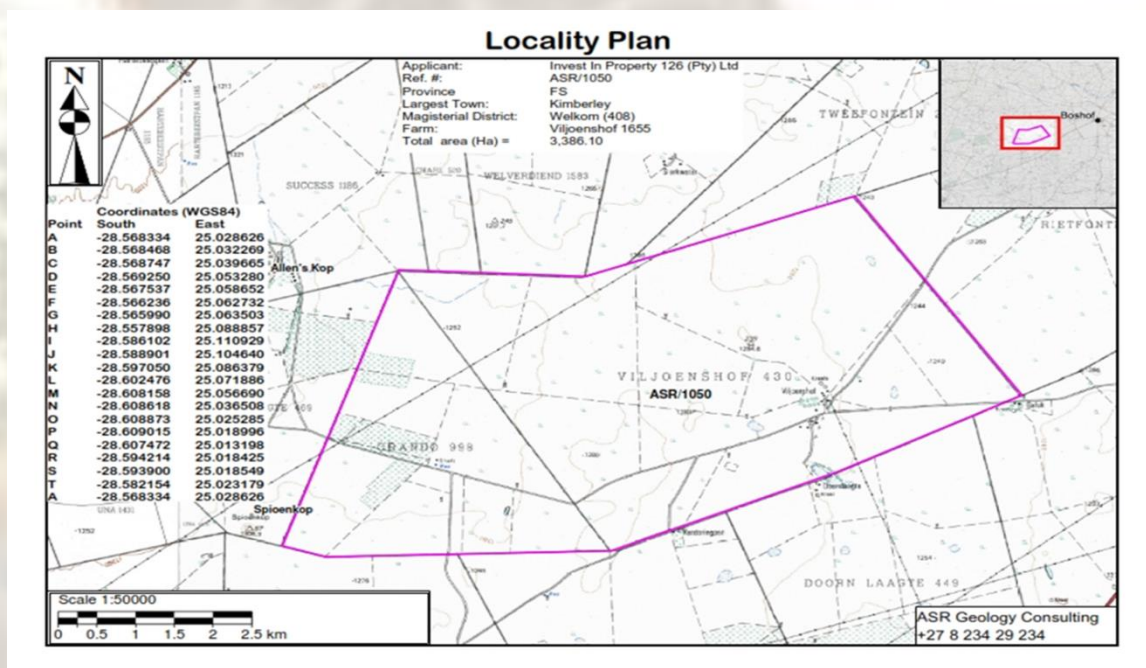 Locality Plan
N
Applicant: Invest In Property 126 (Pty) Ltd
Ref. #: ASR/1050
Province FS
Largest Town: Kimberley
Magisterial District: Welkom (408)
Farm: Viljoenshof 1655
Total area (Ha) = 3,386.10
Boshof
TWEEFONTEIN
SUCCESS 1186
WELVERDIEND 1583
Coordinates (WGS84)
Point South East
A -28.568334 25.028626
B -28.568468 25.032269
C -28.568747 25.039665
D -28.569250 25.053280
E -28.567537 25.058652
F -28.566236 25.062732
G -28.565990 25.063503
H -28.557898 25.088857
I -28.586102 25.110929
J -28.588901 25.104640
K -28.597050 25.086379
L -28.602476 25.071886
M -28.608158 25.056690
N -28.608618 25.036508
O -28.608873 25.025285
P -28.609015 25.018996
Q -28.607472 25.013198
R -28.594214 25.018425
S -28.593900 25.018549
T -28.582154 25.023179
A -28.568334 25.028626
Allen's Kop
VILJOENSHOF 430
ASR/1050
Viljoenshof
GRANDO 998
UNA 1431
Spioenkop
DOORN LAAGTE 449
Scale 1:50000
0 0.5 1 1.5 2 2.5 km
ASR Geology Consulting
+27 8 234 29 234